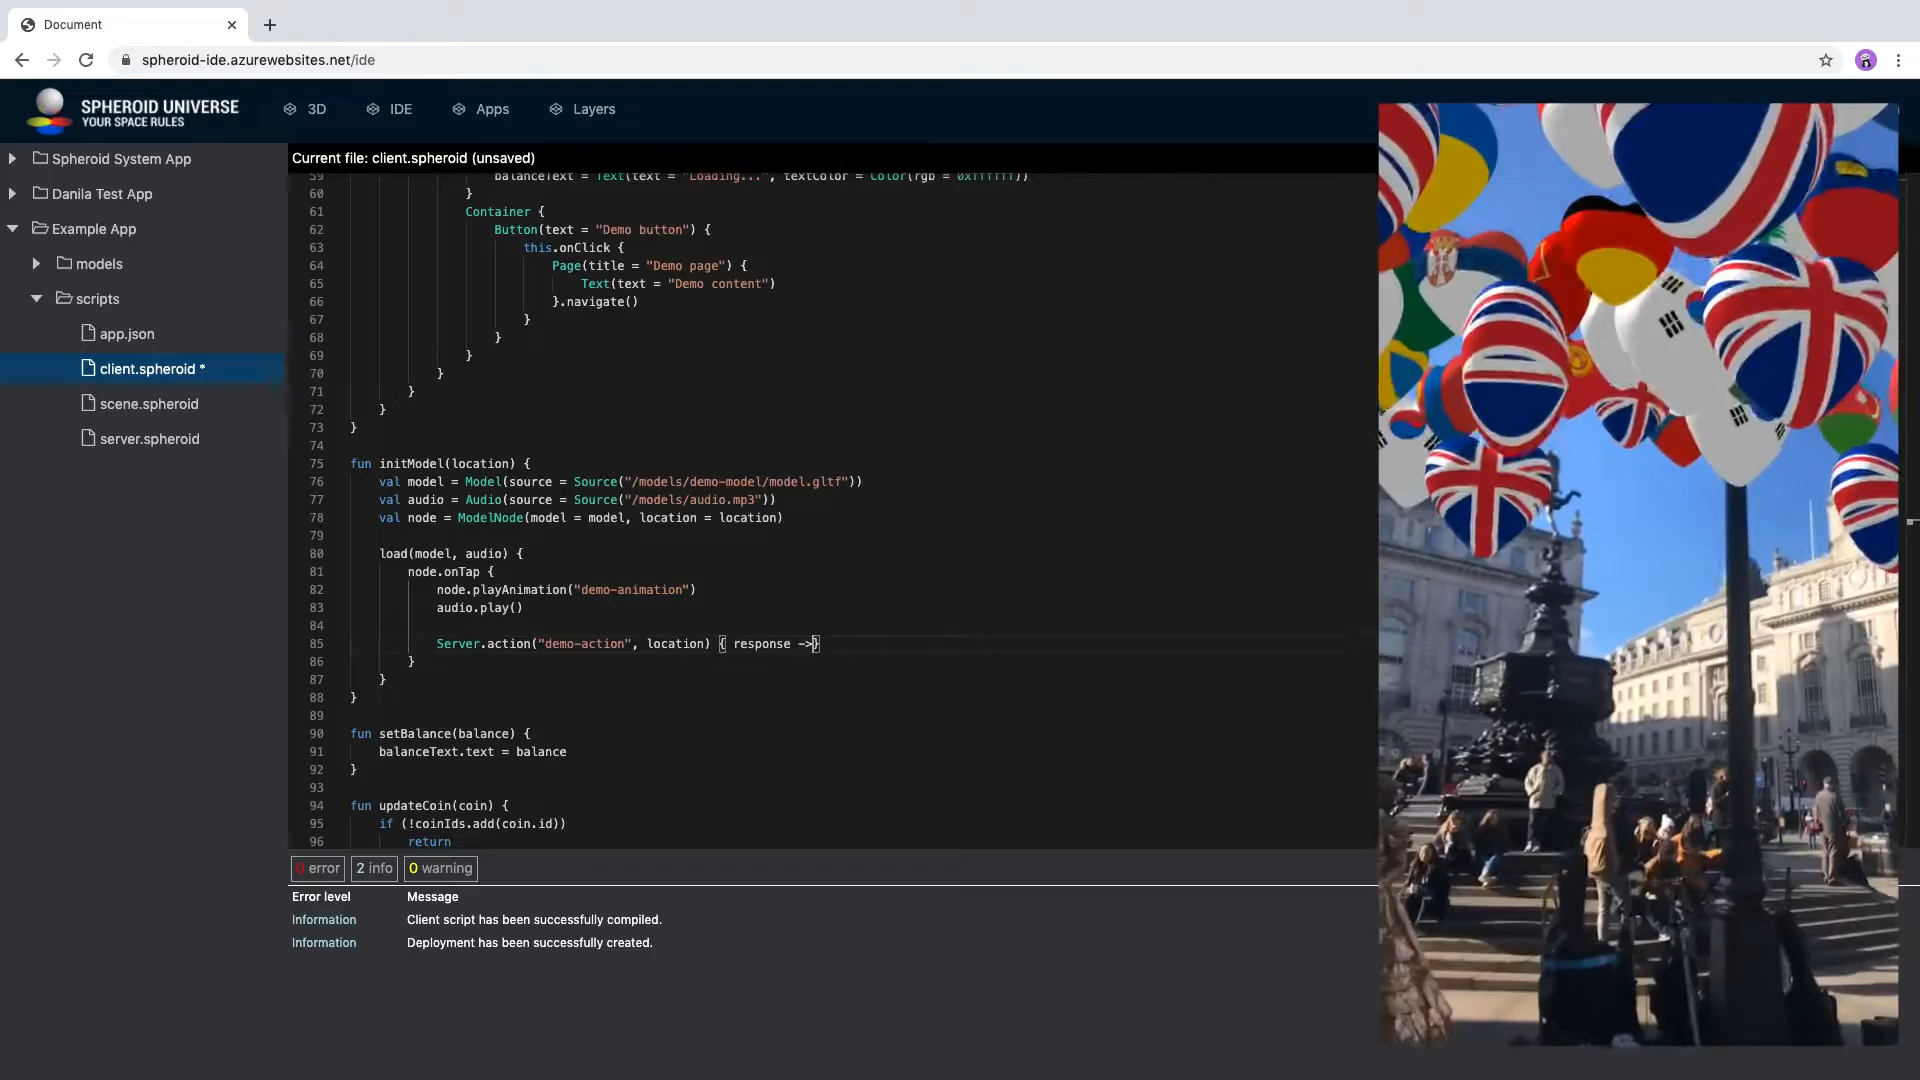 Document
spheroid-ide.azurewebsites.net/ide
SPHEROID UNIVERSE
YOUR SPACE RULES
3D
IDE
Apps
Layers
Spheroid System App
Danila Test App
Example App
models
scripts
app.json
client.spheroid *
scene.spheroid
server.spheroid
Current file: client.spheroid (unsaved)
59 balanceText = Text(text = "Loading...", textColor = Color(rgb = 0xffffff))
60 }
61 Container {
62 Button(text = "Demo button") {
63 this.onClick {
64 Page(title = "Demo page") {
65 Text(text = "Demo content")
66 }.navigate()
67 }
68 }
69 }
70 }
71 }
72 }
73 }
74
75 fun initModel(location) {
76 val model = Model(source = Source("/models/demo-model/model.gltf"))
77 val audio = Audio(source = Source("/models/audio.mp3"))
78 val node = ModelNode(model = model, location = location)
79
80 load(model, audio) {
81 node.onTap {
82 node.playAnimation("demo-animation")
83 audio.play()
84
85 Server.action("demo-action", location) { response ->}
86 }
87 }
88 }
89
90 fun setBalance(balance) {
91 balanceText.text = balance
92 }
93
94 fun updateCoin(coin) {
95 if (!coinIds.add(coin.id))
96 return
0 error
2 info
0 warning
Error level Message
Information Client script has been successfully compiled.
Information Deployment has been successfully created.